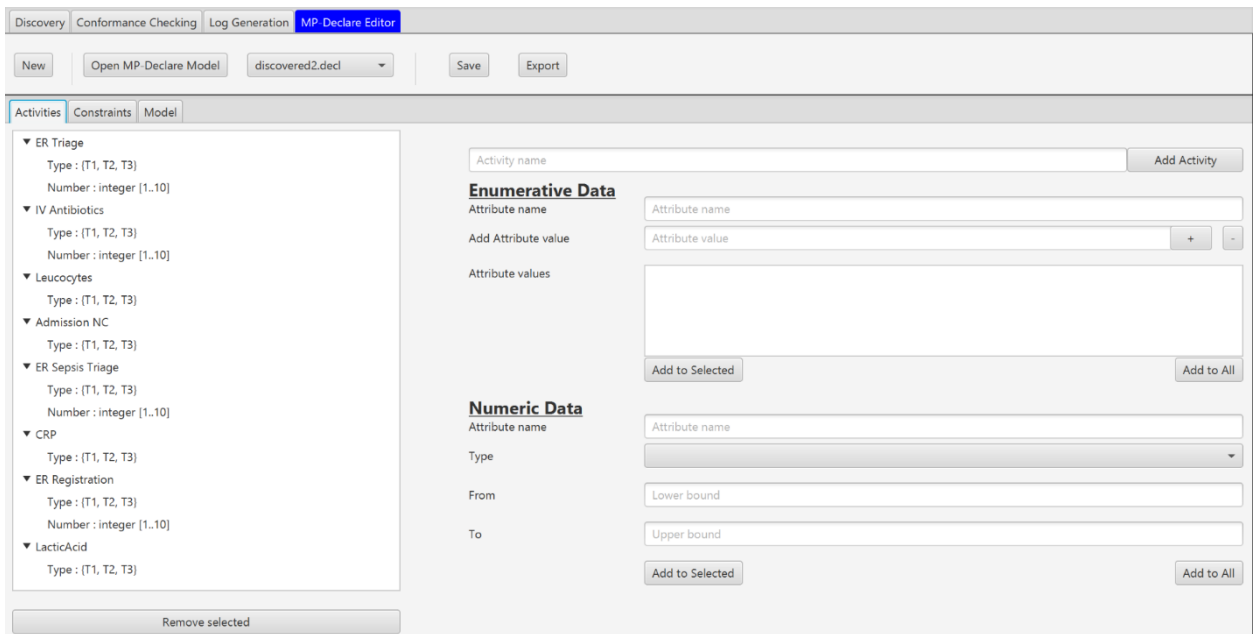 Discovery Conformance Checking Log Generation MP-Declare Editor
New Open MP-Declare Model discovered2.decl Save Export
Activities Constraints Model
ER Triage
Type : {T1, T2, T3}
Number : integer [1..10]
IV Antibiotics
Type : {T1, T2, T3}
Number : integer [1..10]
Leucocytes
Type : {T1, T2, T3}
Admission NC
Type : {T1, T2, T3}
ER Sepsis Triage
Type : {T1, T2, T3}
Number : integer [1..10]
CRP
Type : {T1, T2, T3}
ER Registration
Type : {T1, T2, T3}
Number : integer [1..10]
LacticAcid
Type : {T1, T2, T3}
Remove selected
Activity name Add Activity
Enumerative Data
Attribute name Attribute name
Add Attribute value Attribute value + -
Attribute values
Add to Selected Add to All
Numeric Data
Attribute name Attribute name
Type
From Lower bound
To Upper bound
Add to Selected Add to All